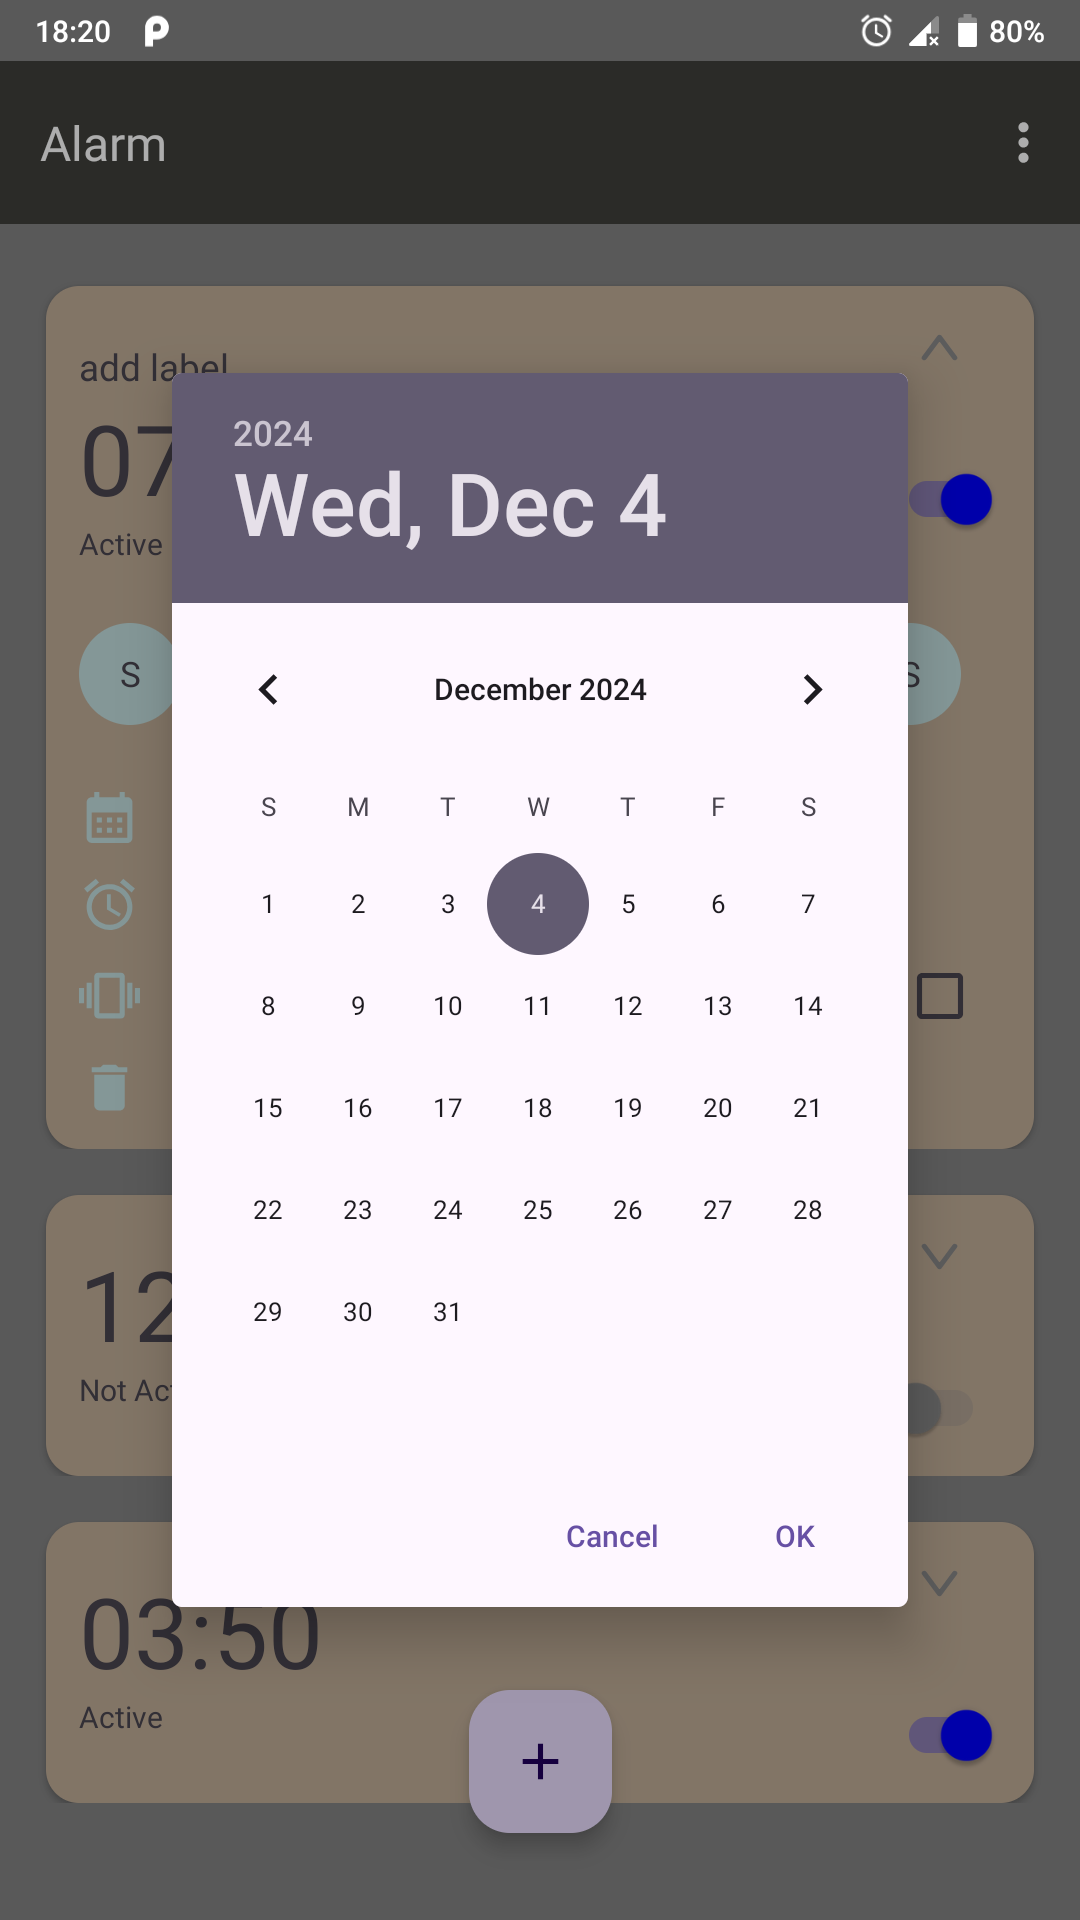 18:20 80%
Alarm
add label
07
Active
2024
Wed, Dec 4
S S
December 2024
S M T W T F S
1 2 3 4 5 6 7
8 9 10 11 12 13 14
15 16 17 18 19 20 21
22 23 24 25 26 27 28
29 30 31
12
Not Act
Cancel OK
03:50
Active
+